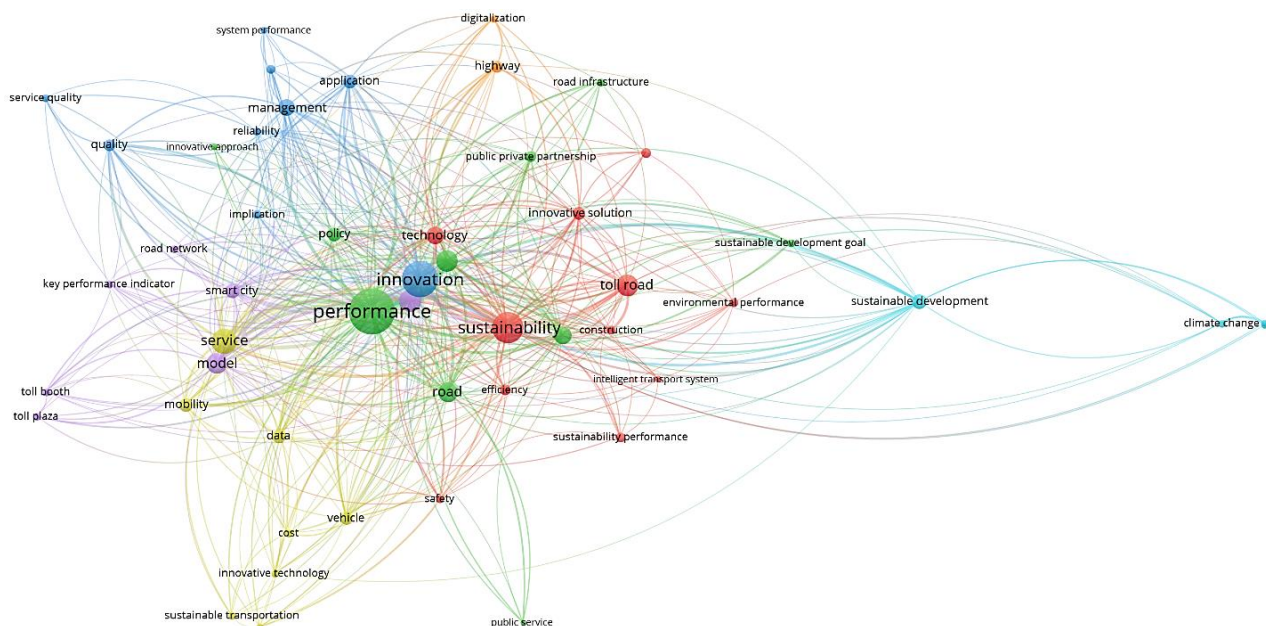 digitalization
system performance
highway
application
road infrastructure
service quality
management
reliability
quality
innovative approach
public private partnership
implication
innovative solution
policy
technology
road network
sustainable development goal
innovation
key performance indicator
smart city
toll road
environmental performance
sustainable development
performance
climate change
sustainability
construction
service
model
intelligent transport system
toll booth
road
efficiency
mobility
toll plaza
data
sustainability performance
safety
vehicle
cost
innovative technology
sustainable transportation
public service